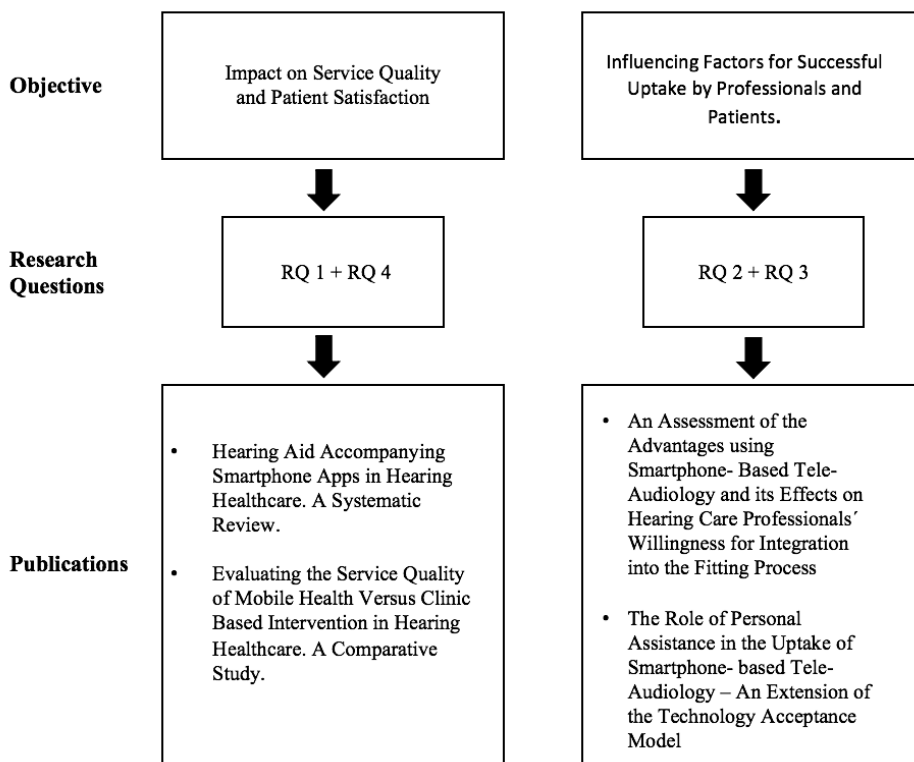 Objective
Impact on Service Quality
and Patient Satisfaction
Influencing Factors for Successful
Uptake by Professionals and
Patients.
Research
Questions
RQ 1 + RQ 4
RQ 2 + RQ 3
Publications
• Hearing Aid Accompanying
Smartphone Apps in Hearing
Healthcare. A Systematic
Review.
• Evaluating the Service Quality
of Mobile Health Versus Clinic
Based Intervention in Hearing
Healthcare. A Comparative
Study.
• An Assessment of the
Advantages using
Smartphone- Based Tele-
Audiology and its Effects on
Hearing Care Professionals´
Willingness for Integration
into the Fitting Process
• The Role of Personal
Assistance in the Uptake of
Smartphone- based Tele-
Audiology – An Extension of
the Technology Acceptance
Model